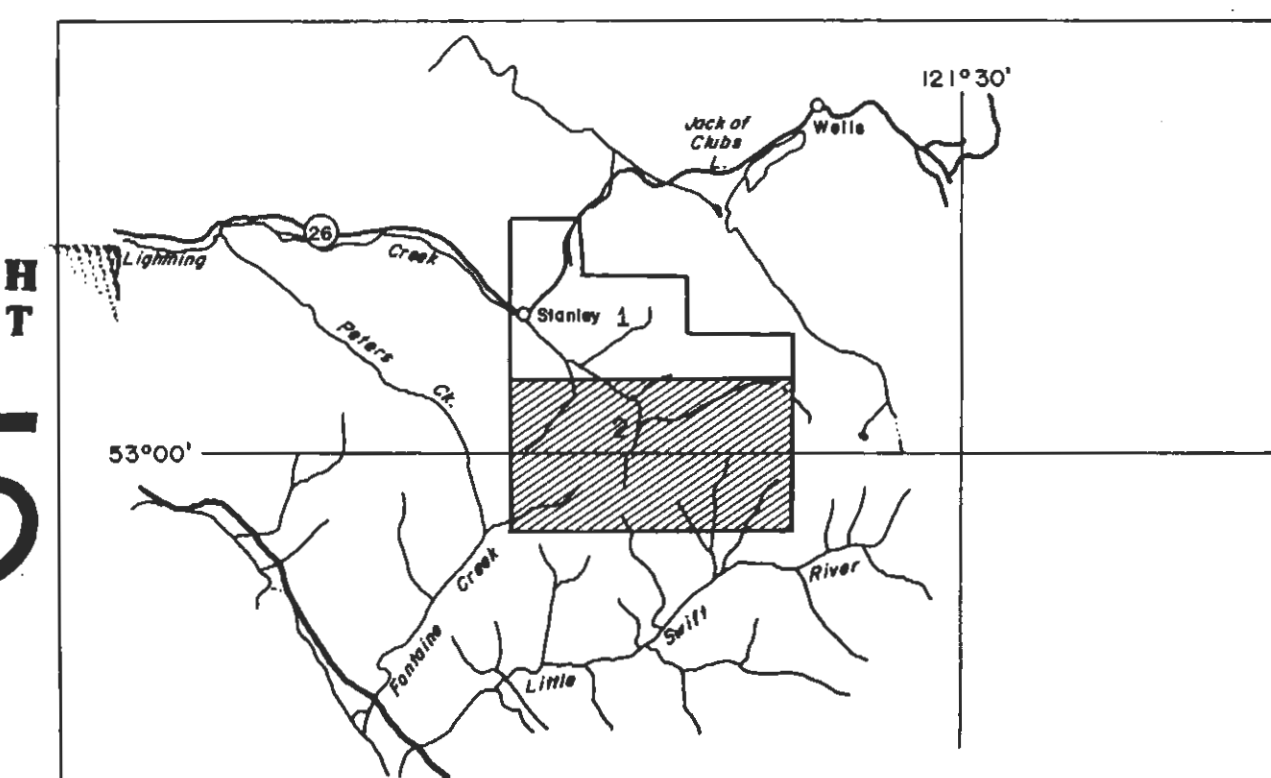 121°30'
Jack of
Clubs
L.
Wells
26
H
T
Lightning
Creek
Stanley 1
Peters
Ck.
2
53°00'
Creek
River
Fontaine
Swift
Little